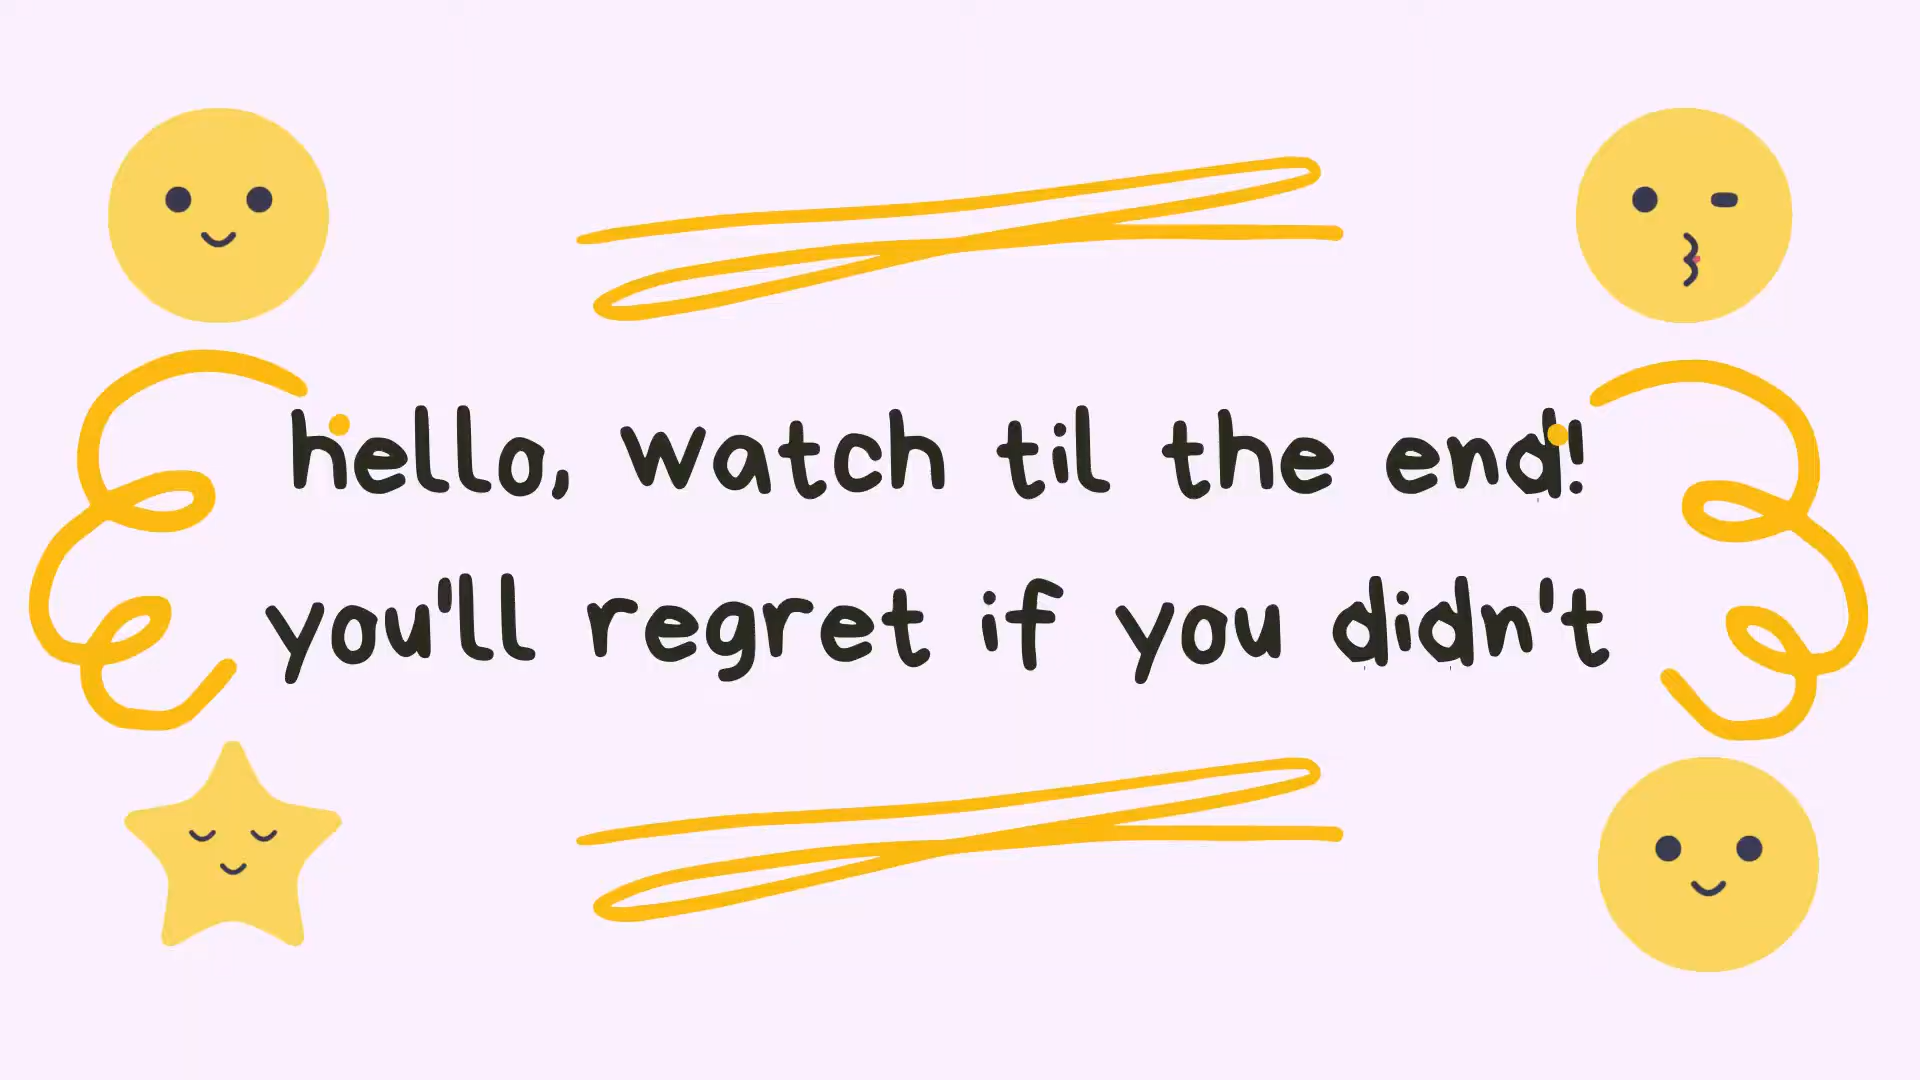 hello, watch til the end!
you'll regret if you didn't